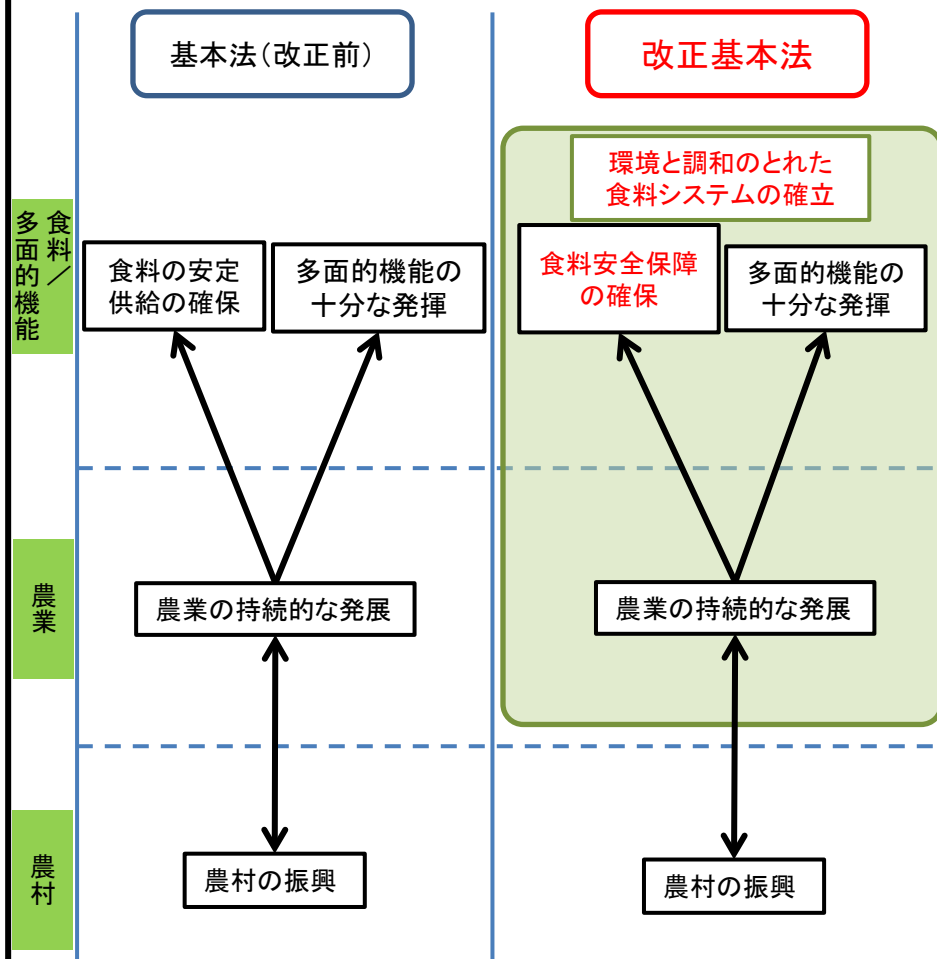 基本法（改正前）
改正基本法
食料／
多面的機能
食料の安定
供給の確保
多面的機能の
十分な発揮
環境と調和のとれた
食料システムの確立
食料安全保障
の確保
多面的機能の
十分な発揮
農業
農業の持続的な発展
農業の持続的な発展
農村
農村の振興
農村の振興